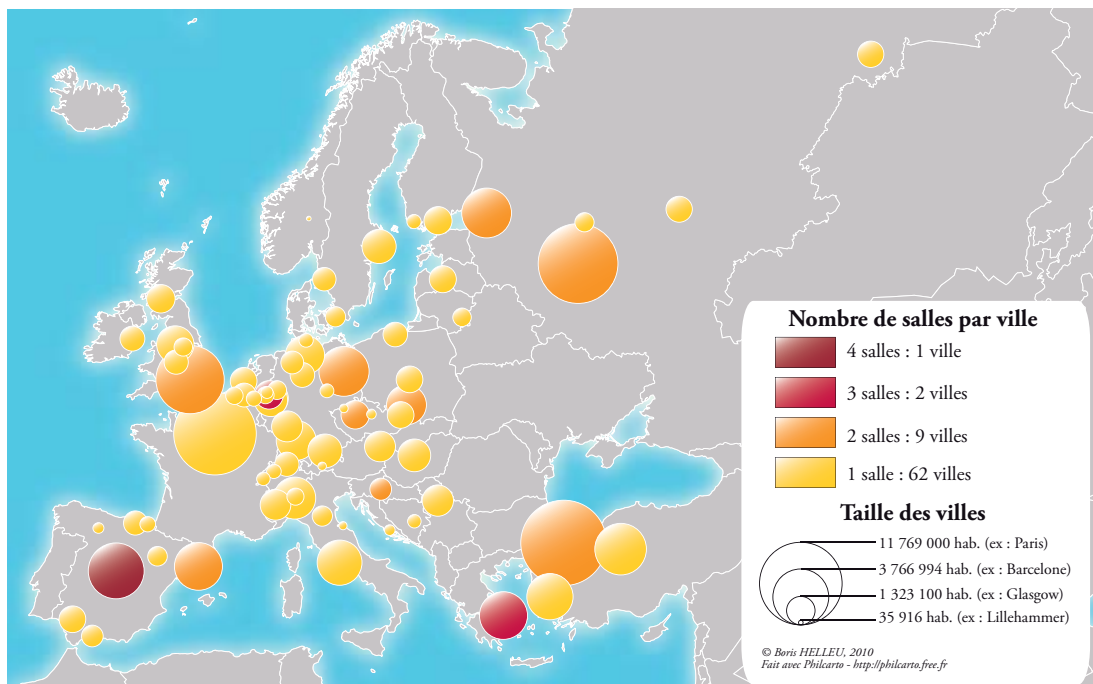 Nombre de salles par ville
4 salles : 1 ville
3 salles : 2 villes
2 salles : 9 villes
1 salle : 62 villes
Taille des villes
11 769 000 hab. (ex : Paris)
3 766 994 hab. (ex : Barcelone)
1 323 100 hab. (ex : Glasgow)
35 916 hab. (ex : Lillehammer)
© Boris HELLEU, 2010
Fait avec Philcarto - http://philcarto.free.fr